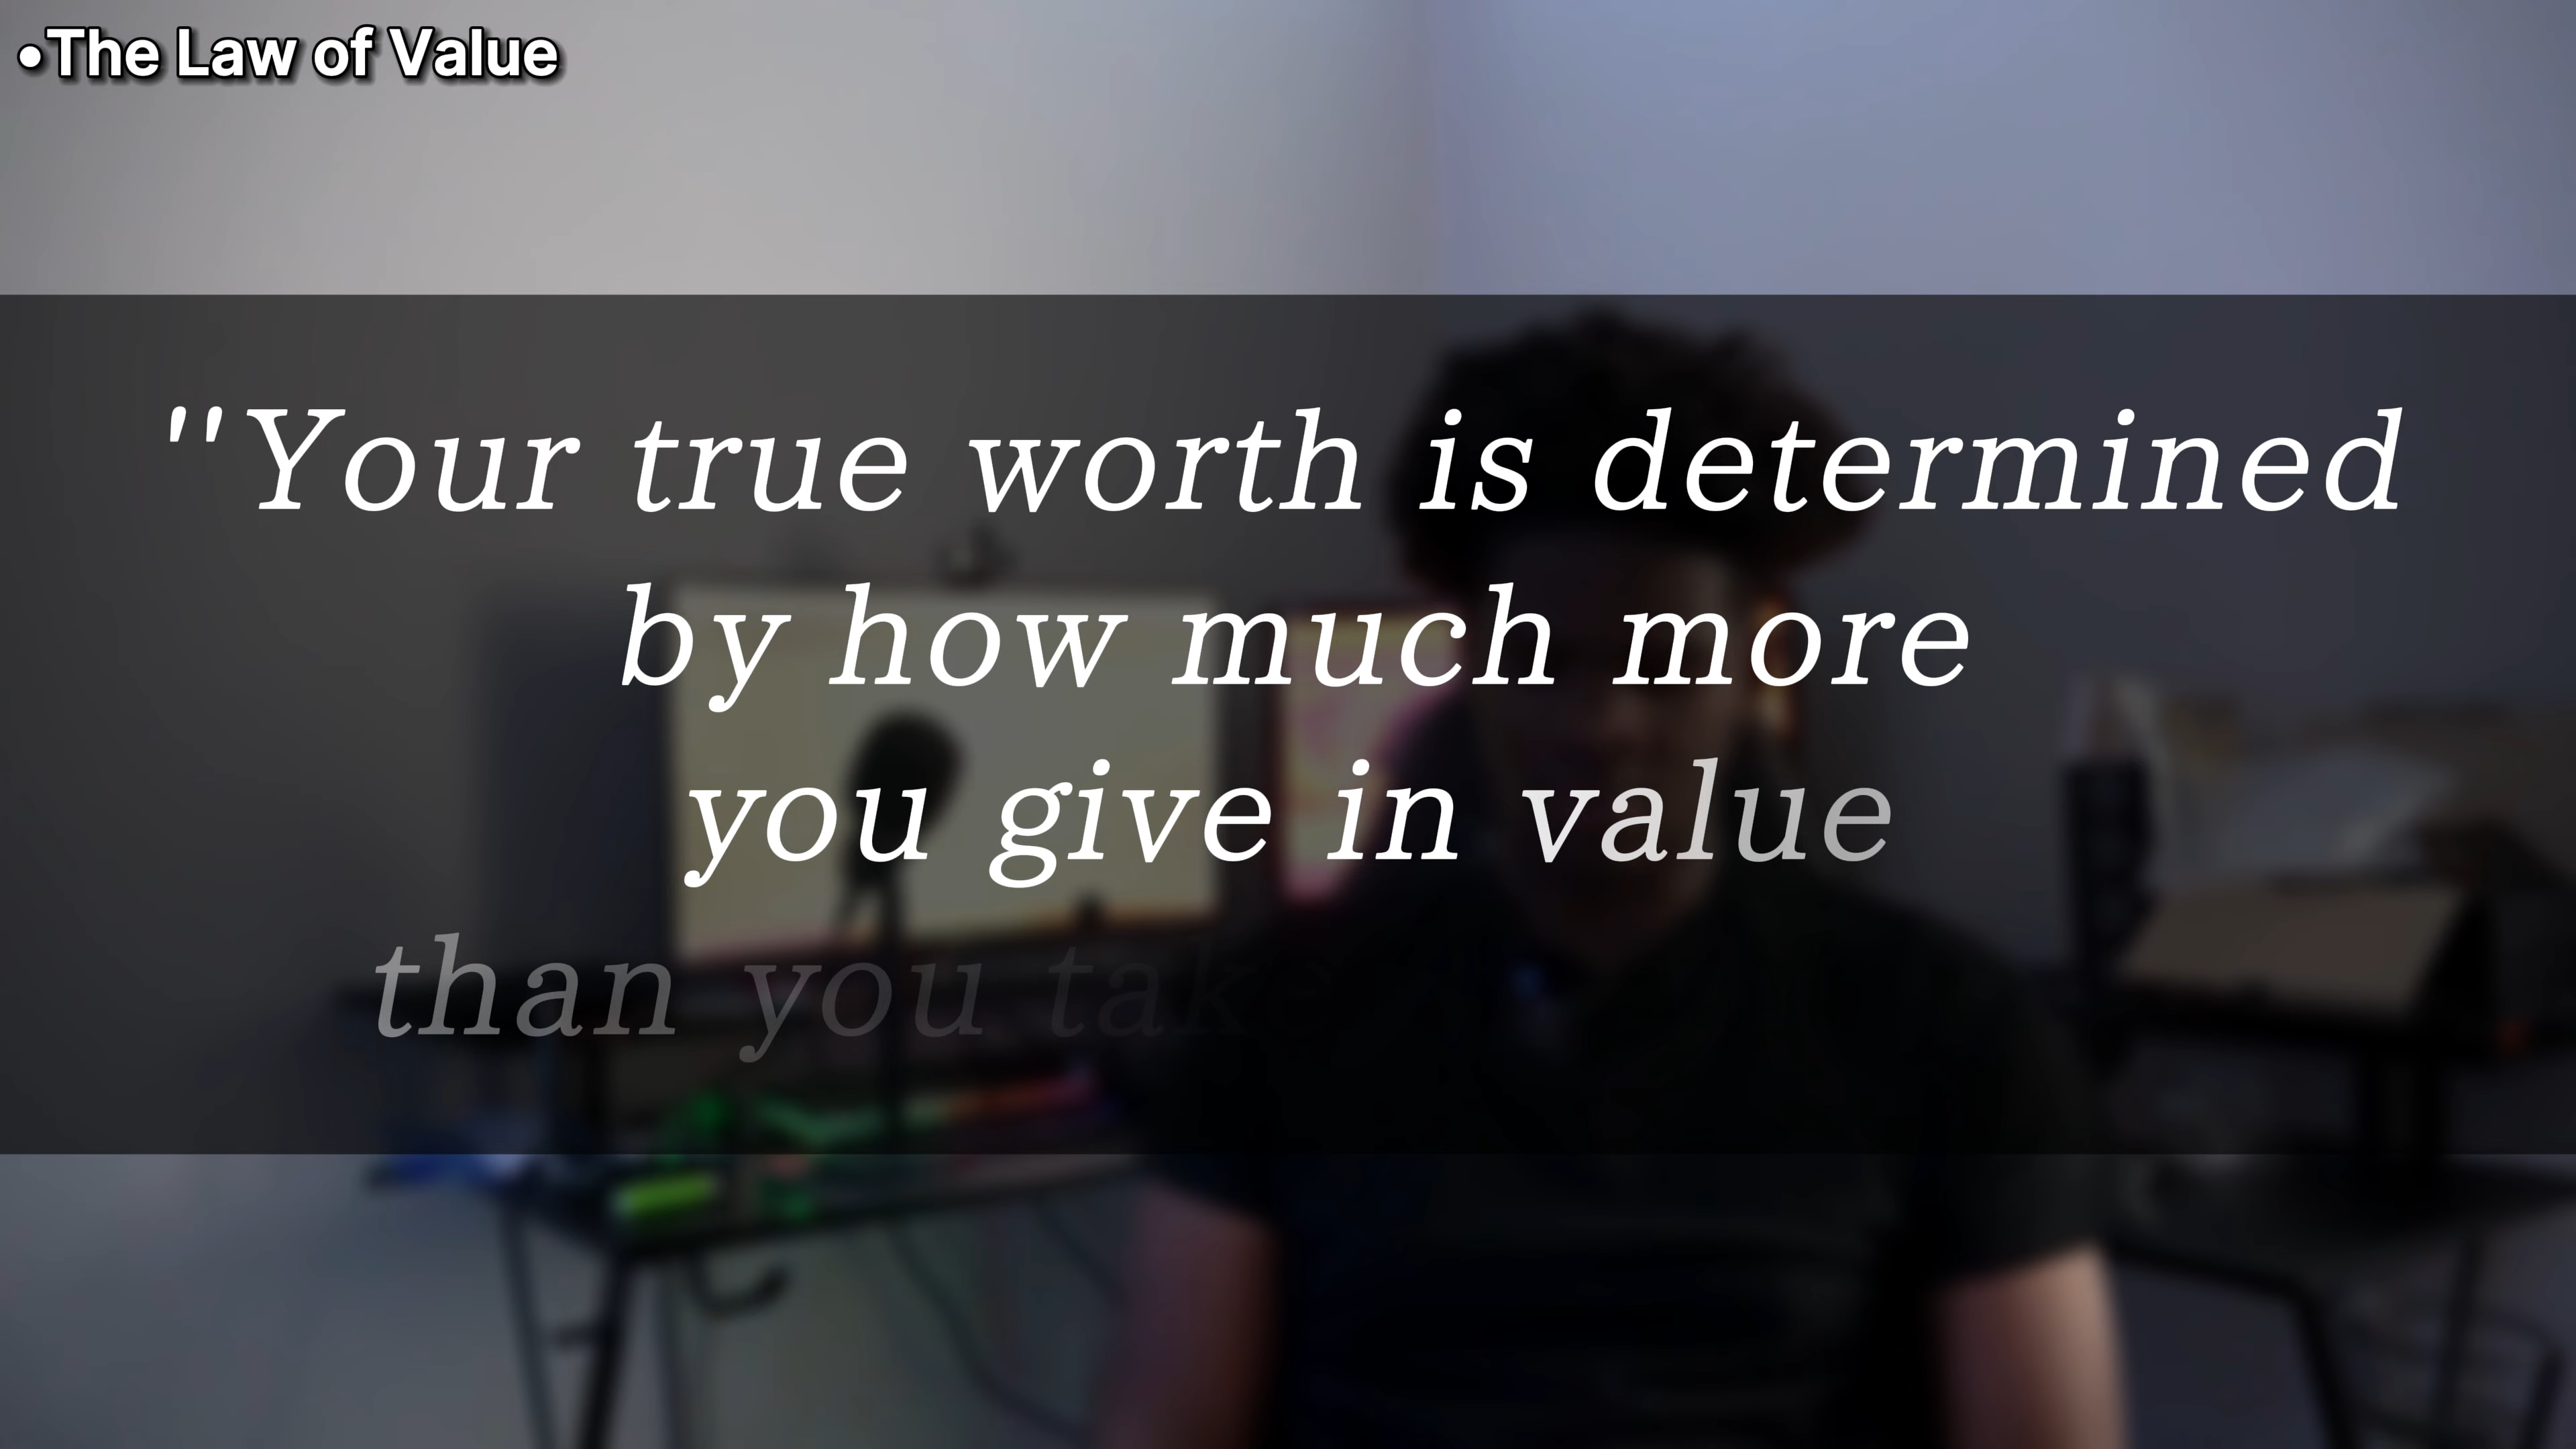 •The Law of Value
"Your true worth is determined
by how much more
you give in value
than you tak